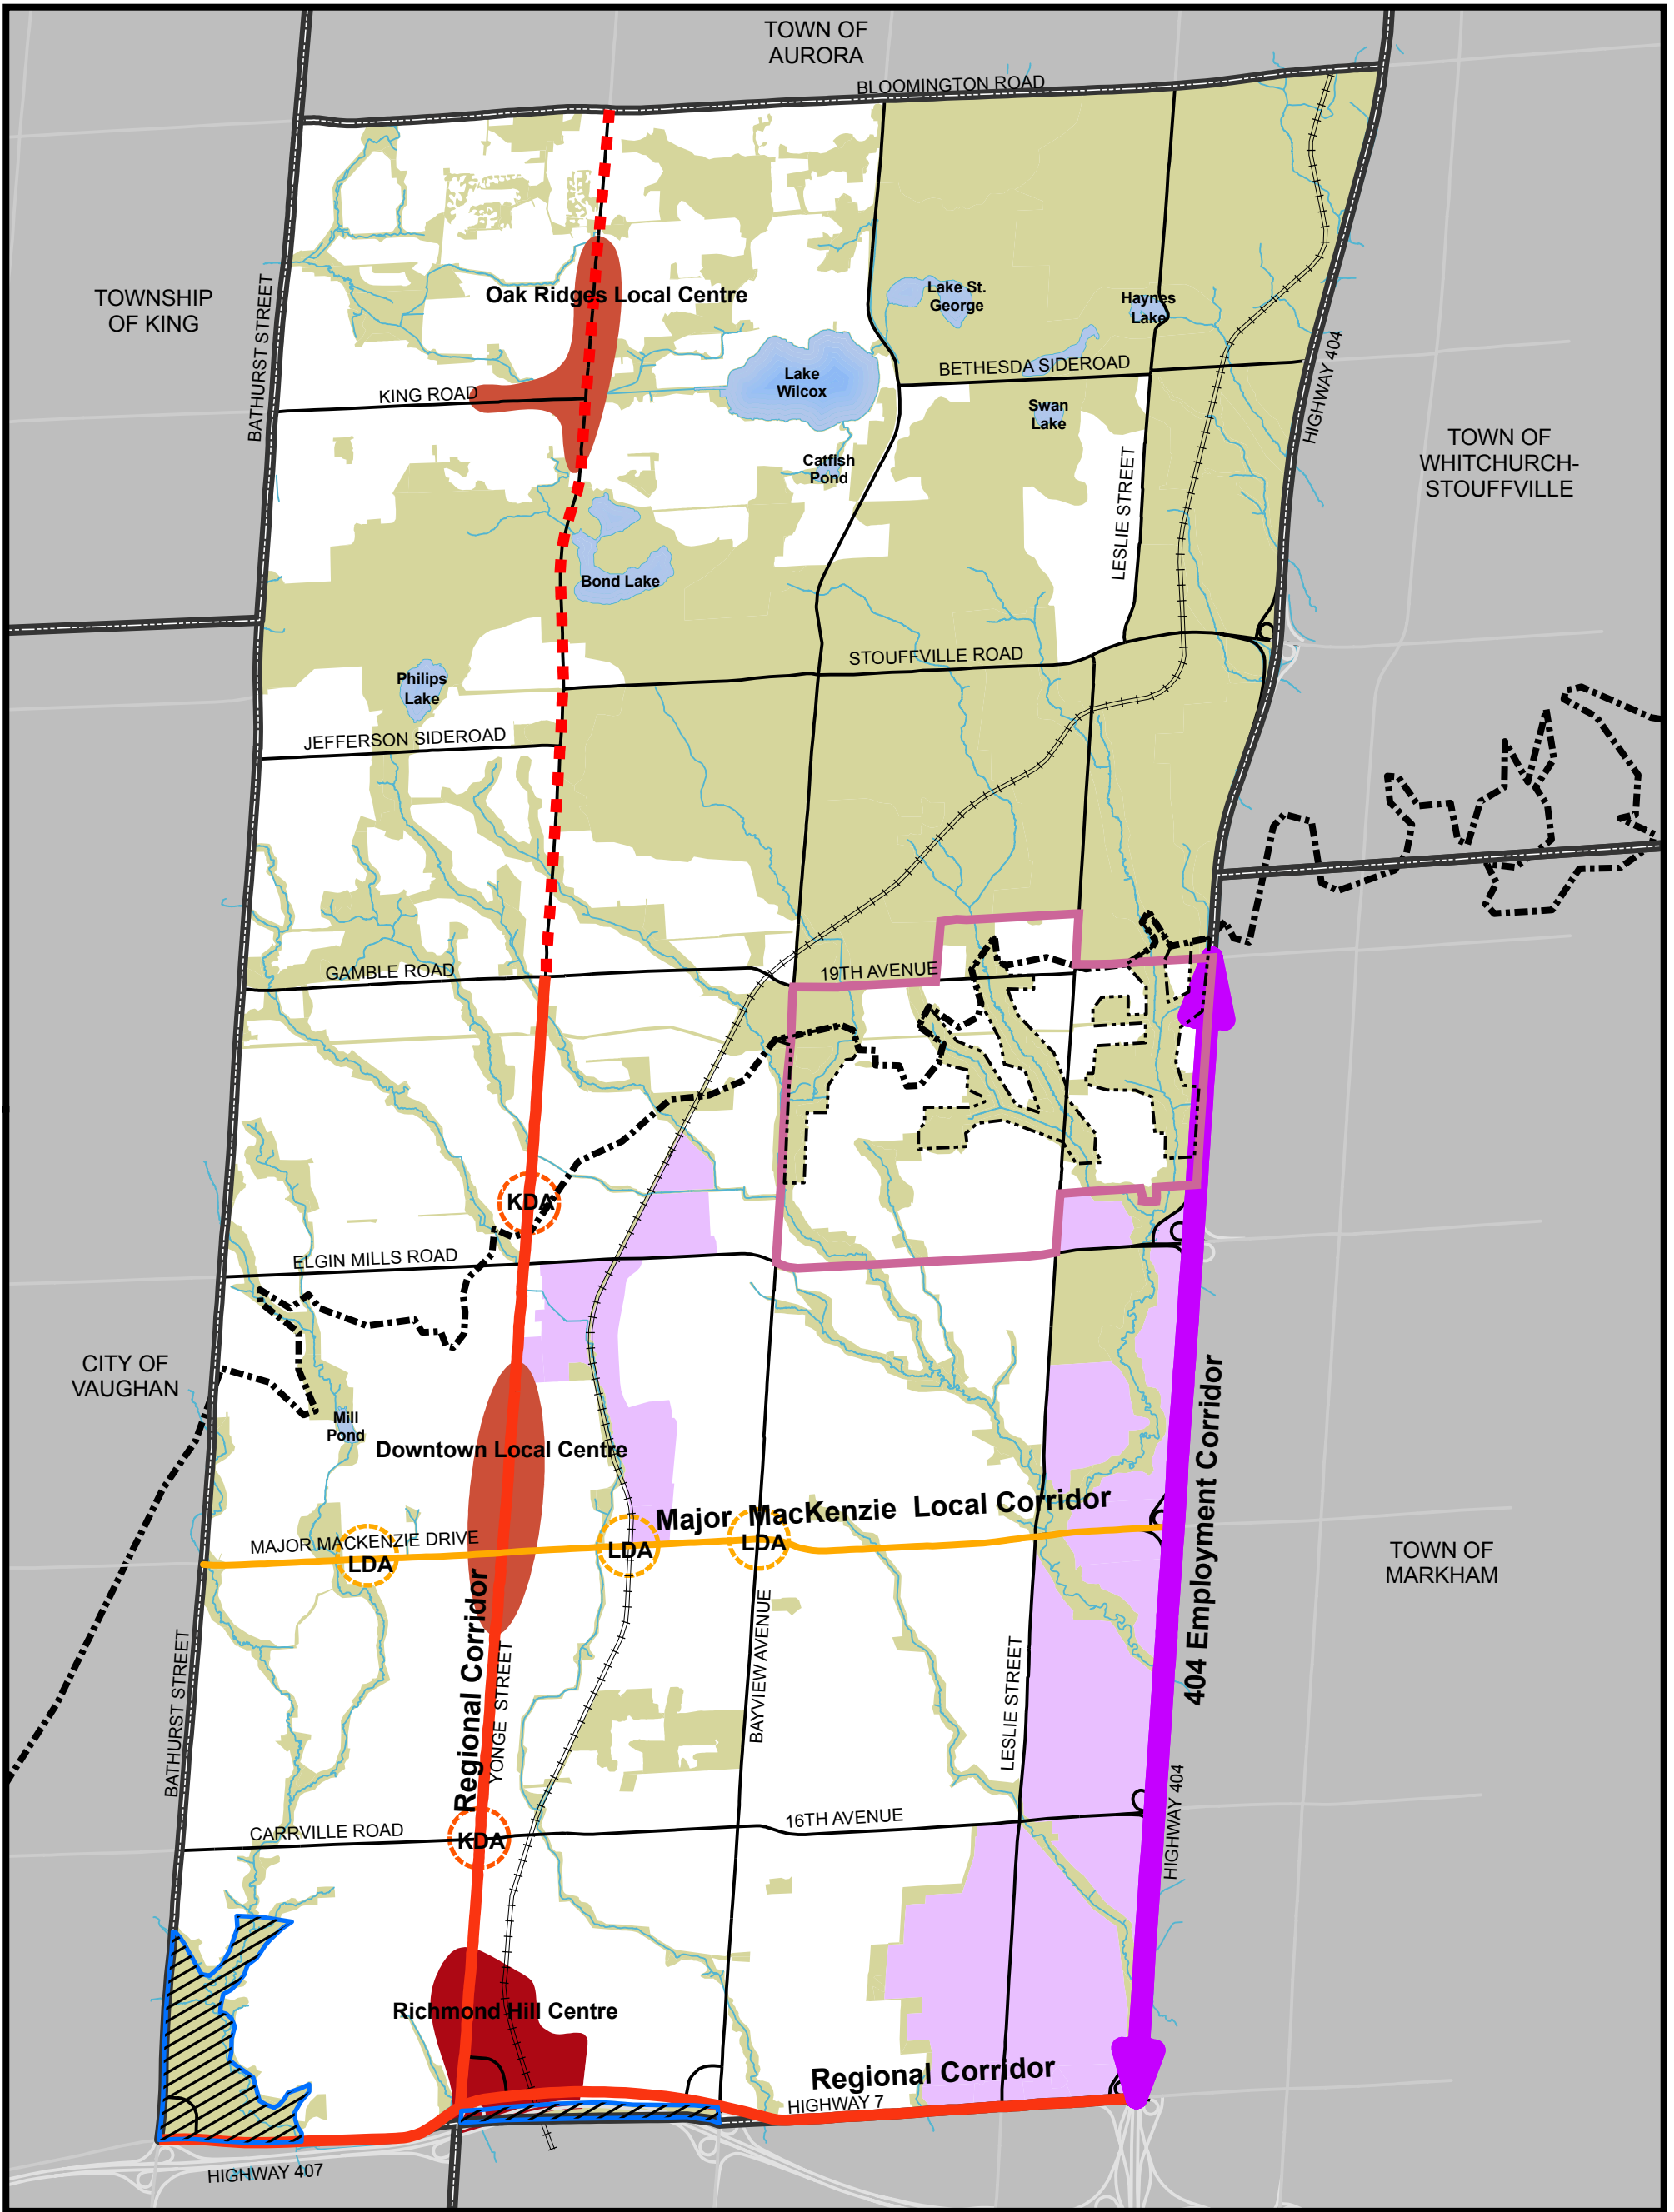 TOWN OF
AURORA
BLOOMINGTON ROAD
TOWNSHIP
OF KING
BATHURST STREET
Oak Ridges Local Centre
Lake St.
George
Haynes
Lake
HIGHWAY 404
BETHESDA SIDEROAD
Lake
Wilcox
KING ROAD
Swan
Lake
TOWN OF
WHITCHURCH-
STOUFFVILLE
Catfish
Pond
LESLIE STREET
Bond Lake
STOUFFVILLE ROAD
Philips
Lake
JEFFERSON SIDEROAD
GAMBLE ROAD
19TH AVENUE
KDA
ELGIN MILLS ROAD
CITY OF
VAUGHAN
Mill
Pond
Downtown Local Centre
404 Employment Corridor
Major MacKenzie Local Corridor
MAJOR MACKENZIE DRIVE
LDA
LDA
LDA
TOWN OF
MARKHAM
Regional Corridor
YONGE STREET
BAYVIEW AVENUE
LESLIE STREET
BATHURST STREET
HIGHWAY 404
16TH AVENUE
CARRVILLE ROAD
KDA
Richmond Hill Centre
Regional Corridor
HIGHWAY 7
HIGHWAY 407